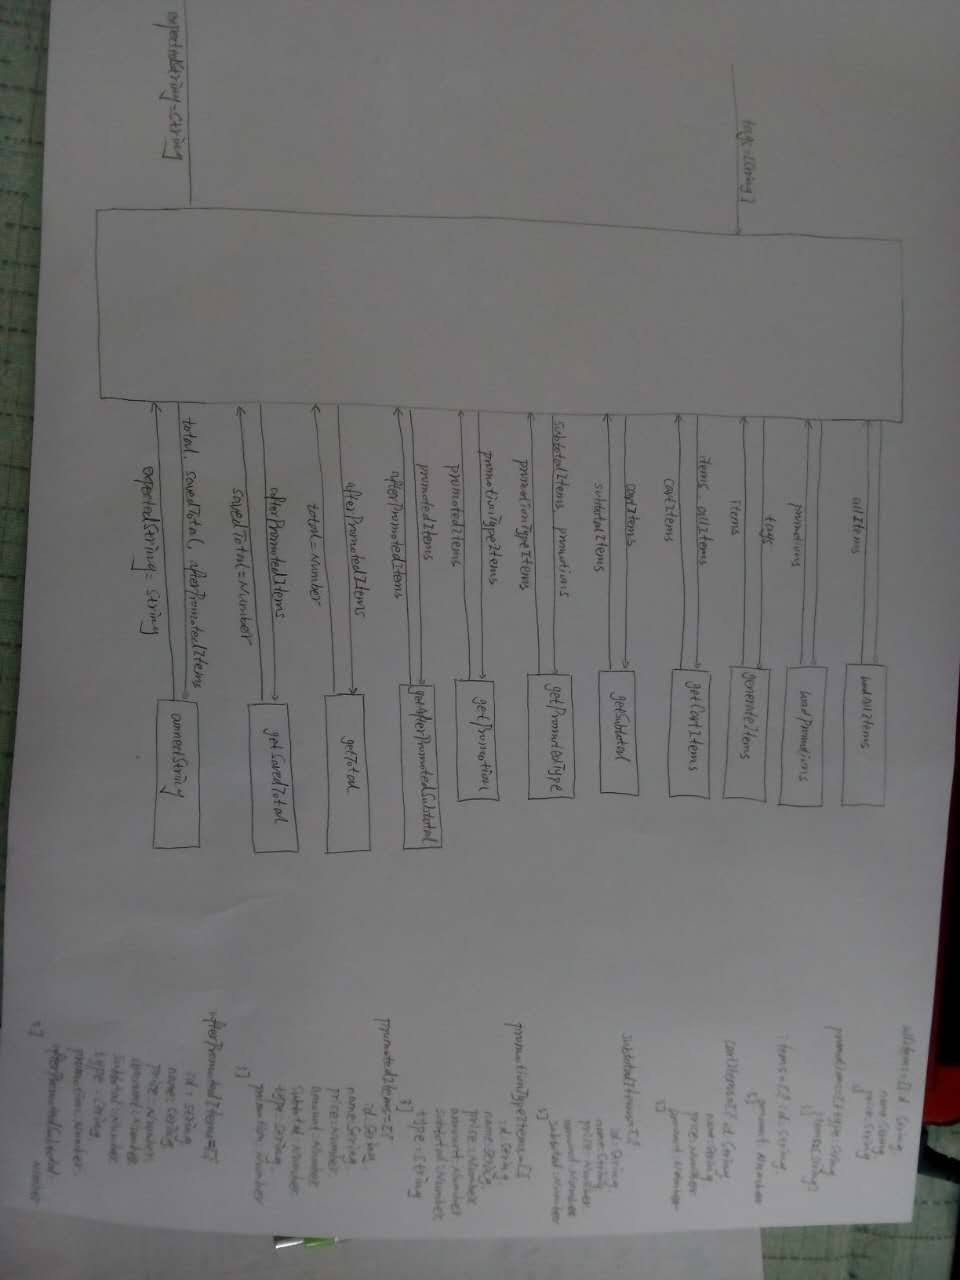 tags=[String]
expectedString=String
allItems
loadAllItems
promotions
loadPromotions
tags
items
generateItems
items allItems
cartItems
getCartItems
cartItems
subtotalItems
getSubtotal
subtotalItems promotions
promotionTypeItems
getPromotedType
promotionTypeItems
promotedItems
getPromotion
promotedItems
afterPromotedItems
getAfterPromotedSubtotal
afterPromotedItems
total=Number
getTotal
afterPromotedItems
savedTotal=Number
getSavedTotal
total, savedTotal, afterPromotedItems
expectedString=String
connectString
allItems=[{ id:String
name:String
price:String
promotions=[{type:String
items=[{ id:String
cartItems=[{ id:String
name:String
price:Number
subtotalItems=[{
id:String
name:String
price:Number
amount:Number
subtotal:Number
}]
promotionTypeItems=[{
id:String
name:String
price:Number
amount:Number
subtotal:Number
type:String
}]
promotedItems=[{
id:String
name:String
price:Number
amount:Number
subtotal:Number
type:String
promotion:Number
}]
afterPromotedItems=[{
id:String
name:String
price:Number
amount:Number
subtotal:Number
type:String
promotion:Number
afterPromotedSubtotal:Number
}]